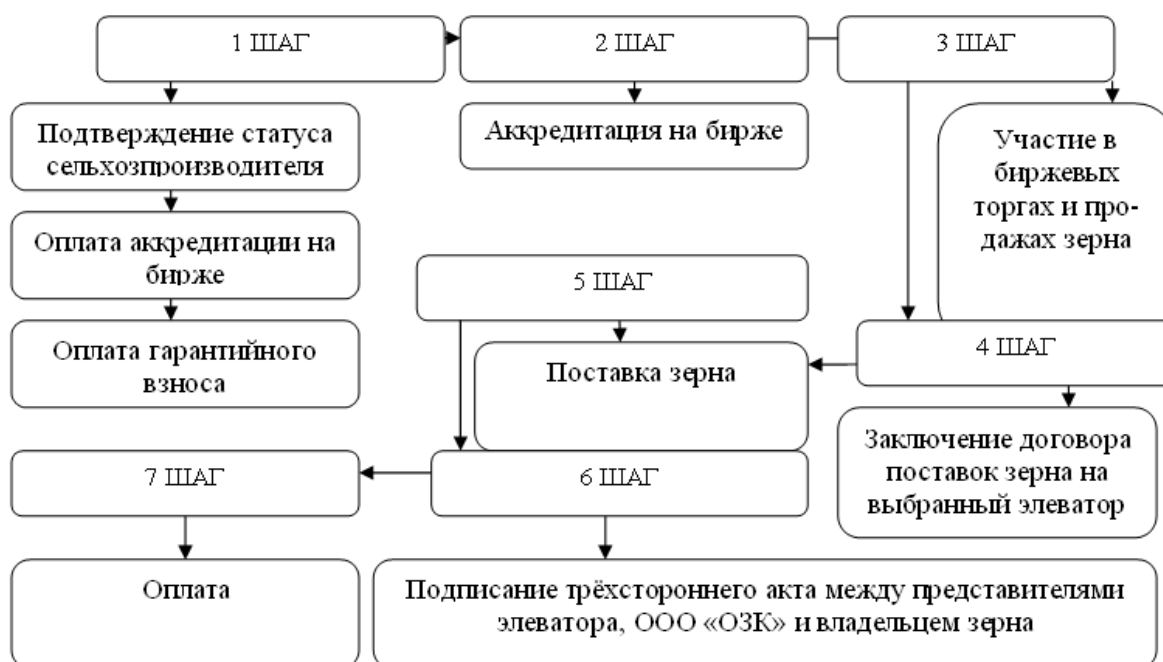 1 ШАГ
2 ШАГ
3 ШАГ
Подтверждение статуса
сельхозпроизводителя
Аккредитация на бирже
Участие в
биржевых
торгах и про-
дажах зерна
Оплата аккредитации на
бирже
5 ШАГ
Оплата гарантийного
взноса
Поставка зерна
4 ШАГ
Заключение договора
поставок зерна на
выбранный элеватор
7 ШАГ
6 ШАГ
Оплата
Подписание трёхстороннего акта между представителями
элеватора, ООО «ОЗК» и владельцем зерна